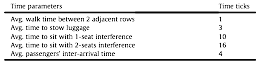 Time parameters Time ticks
Avg. walk time between 2 adjacent rows 1
Avg. time to stow luggage 3
Avg. time to sit with 1-seat interference 10
Avg. time to sit with 2-seats interference 16
Avg. passengers' inter-arrival time 4